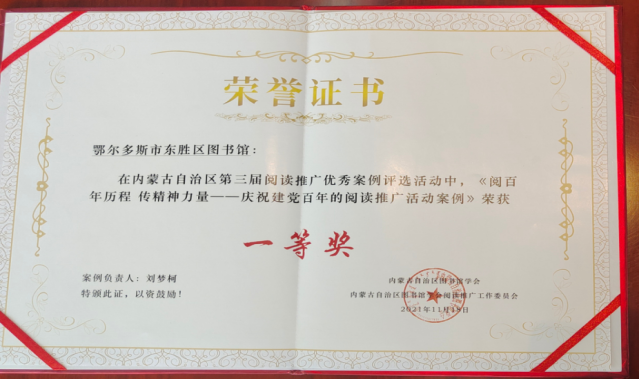 荣誉证书
鄂尔多斯市东胜区图书馆：
在内蒙古自治区第三届阅读推广优秀案例评选活动中，《阅百
年历程 传精神力量——庆祝建党百年的阅读推广活动案例》荣获
一等奖
案例负责人：刘梦柯
特颁此证，以资鼓励！
内蒙古自治区图书馆学会
内蒙古自治区图书馆学会阅读推广工作委员会
2021年11月18日